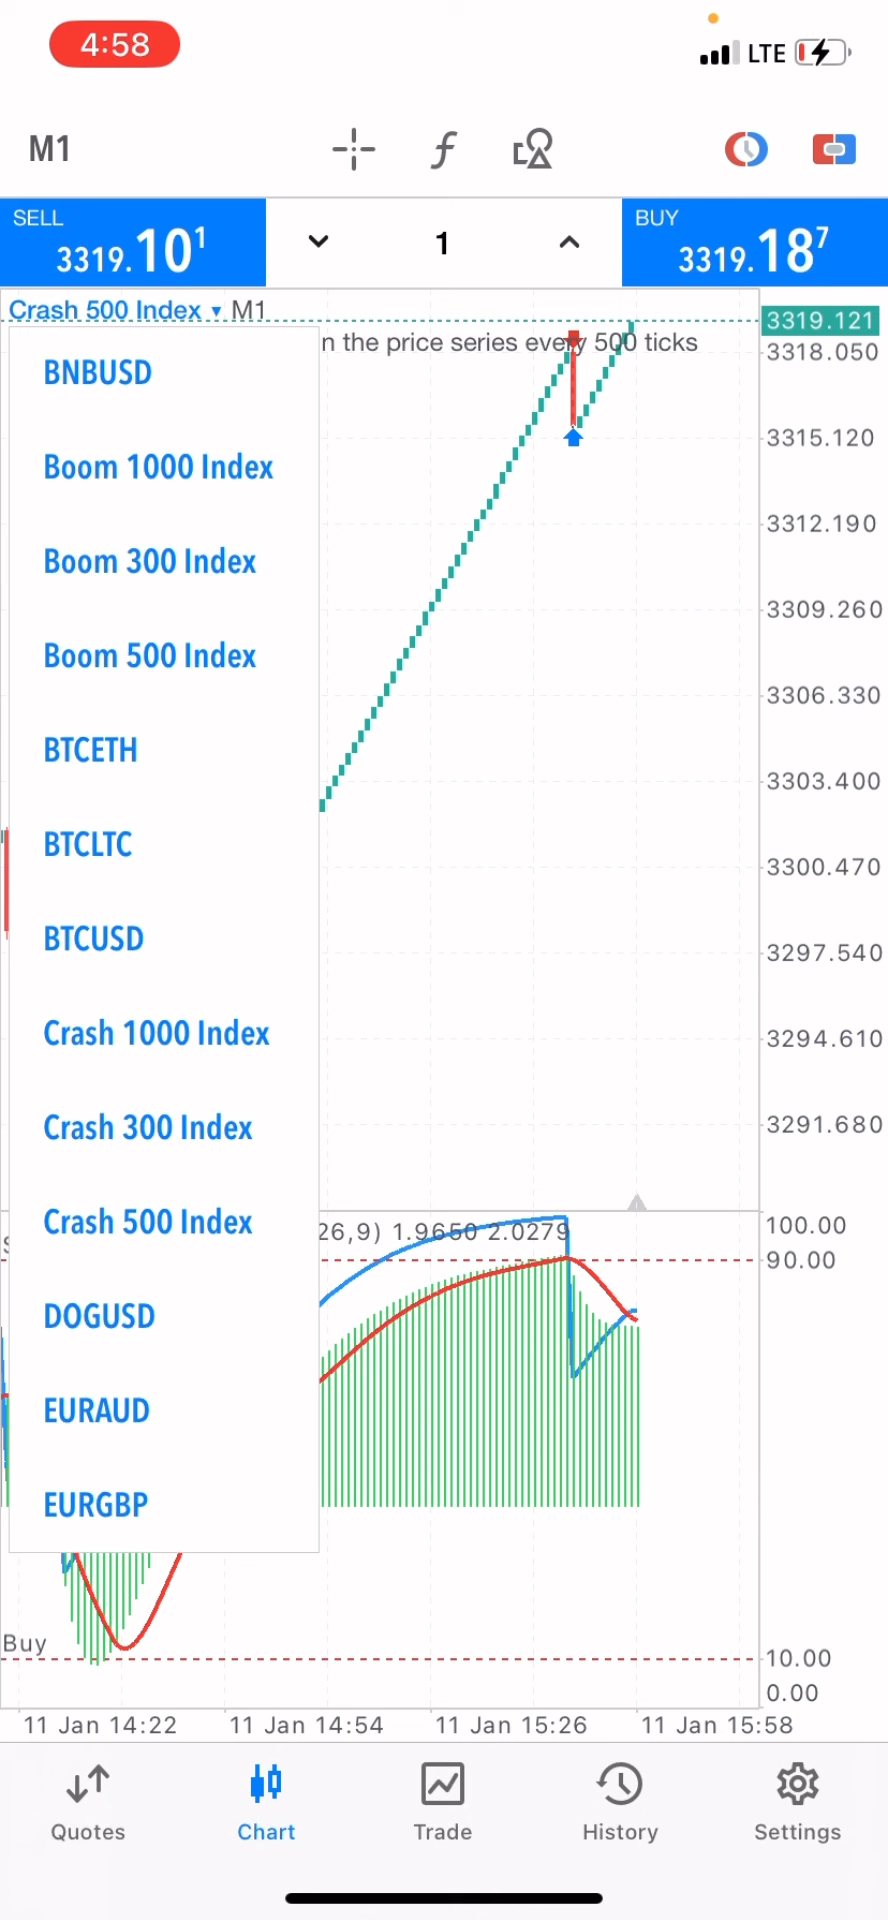 4:58
LTE
M1
SELL
3319.101
1
BUY
3319.187
Crash 500 Index ▾ M1
n the price series every 500 ticks
3319.121
3318.050
3315.120
3312.190
3309.260
3306.330
3303.400
3300.470
3297.540
3294.610
3291.680
BNBUSD
Boom 1000 Index
Boom 300 Index
Boom 500 Index
BTCETH
BTCLTC
BTCUSD
Crash 1000 Index
Crash 300 Index
Crash 500 Index
DOGUSD
EURAUD
EURGBP
26,9) 1.9650 2.0279
100.00
90.00
Buy
10.00
0.00
11 Jan 14:22
11 Jan 14:54
11 Jan 15:26
11 Jan 15:58
Quotes
Chart
Trade
History
Settings